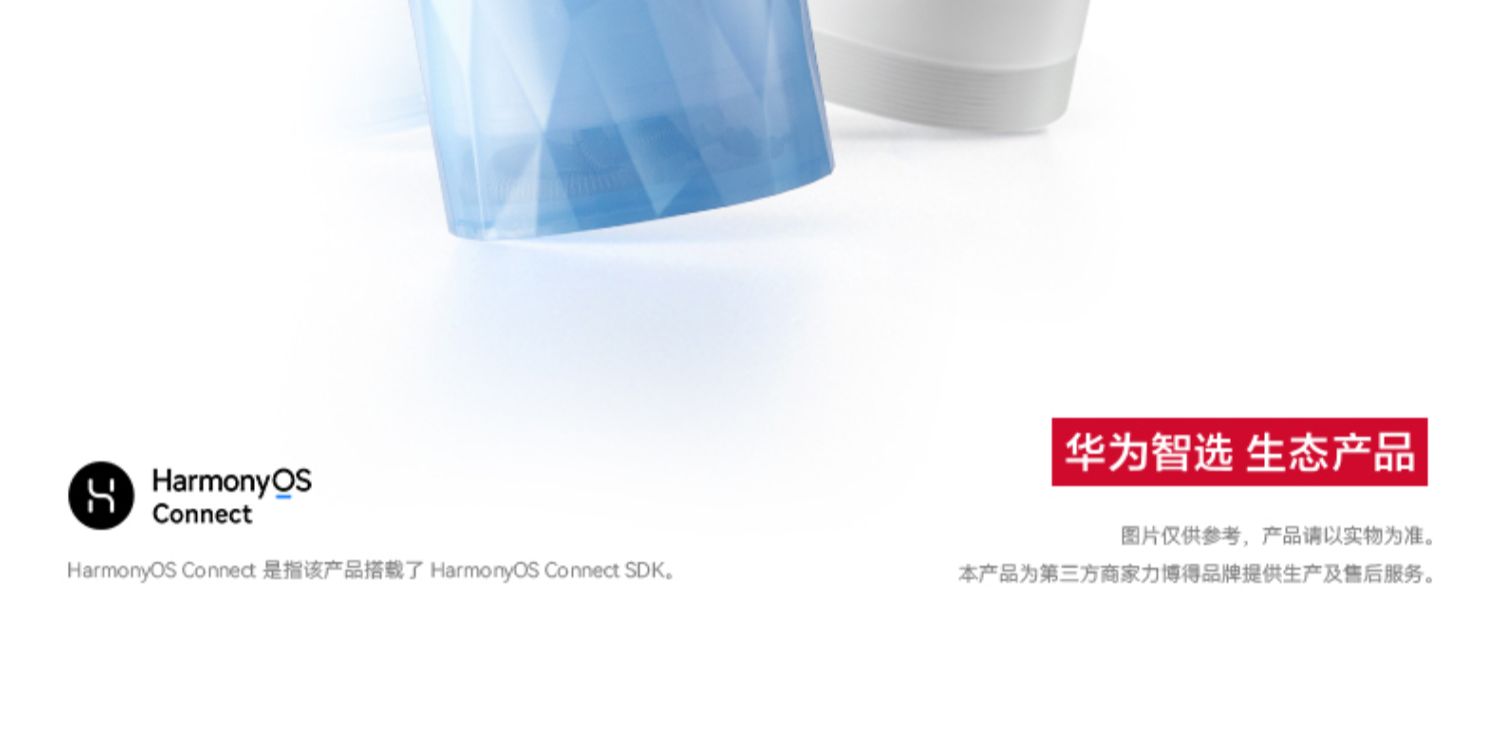 HarmonyOS
Connect
HarmonyOS Connect 是指该产品搭载了 HarmonyOS Connect SDK。
华为智选 生态产品
图片仅供参考，产品请以实物为准。
本产品为第三方商家力博得品牌提供生产及售后服务。